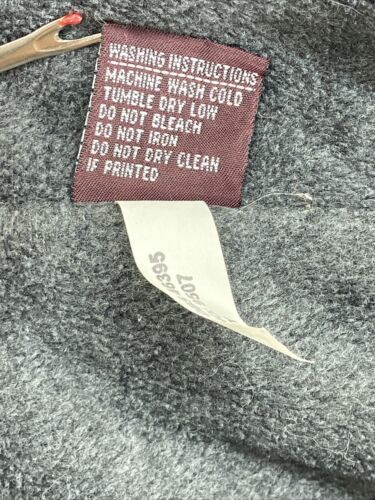 WASHING INSTRUCTIONS
MACHINE WASH COLD
TUMBLE DRY LOW
DO NOT BLEACH
DO NOT IRON
DO NOT DRY CLEAN
IF PRINTED